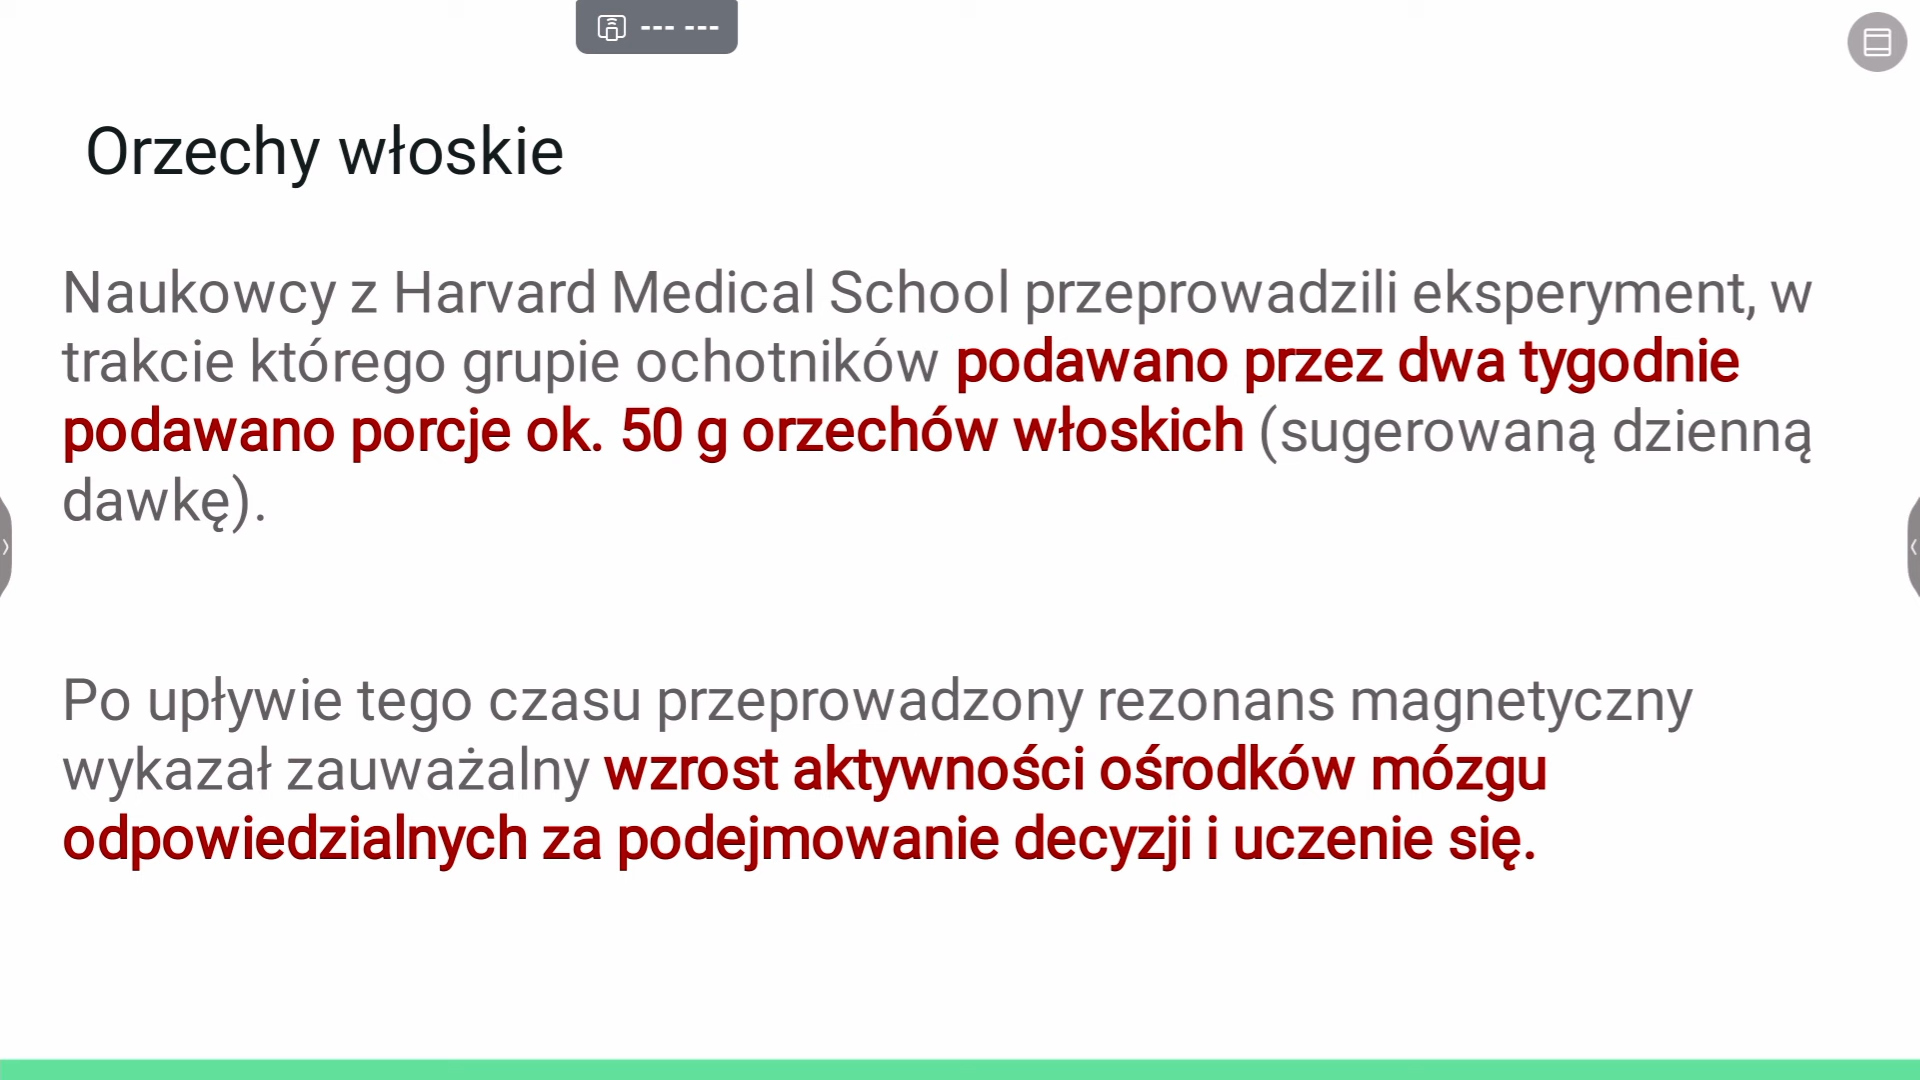 --- ---
Orzechy włoskie
Naukowcy z Harvard Medical School przeprowadzili eksperyment, w
trakcie którego grupie ochotników podawano przez dwa tygodnie
podawano porcje ok. 50 g orzechów włoskich (sugerowaną dzienną
dawkę).
Po upływie tego czasu przeprowadzony rezonans magnetyczny
wykazał zauważalny wzrost aktywności ośrodków mózgu
odpowiedzialnych za podejmowanie decyzji i uczenie się.